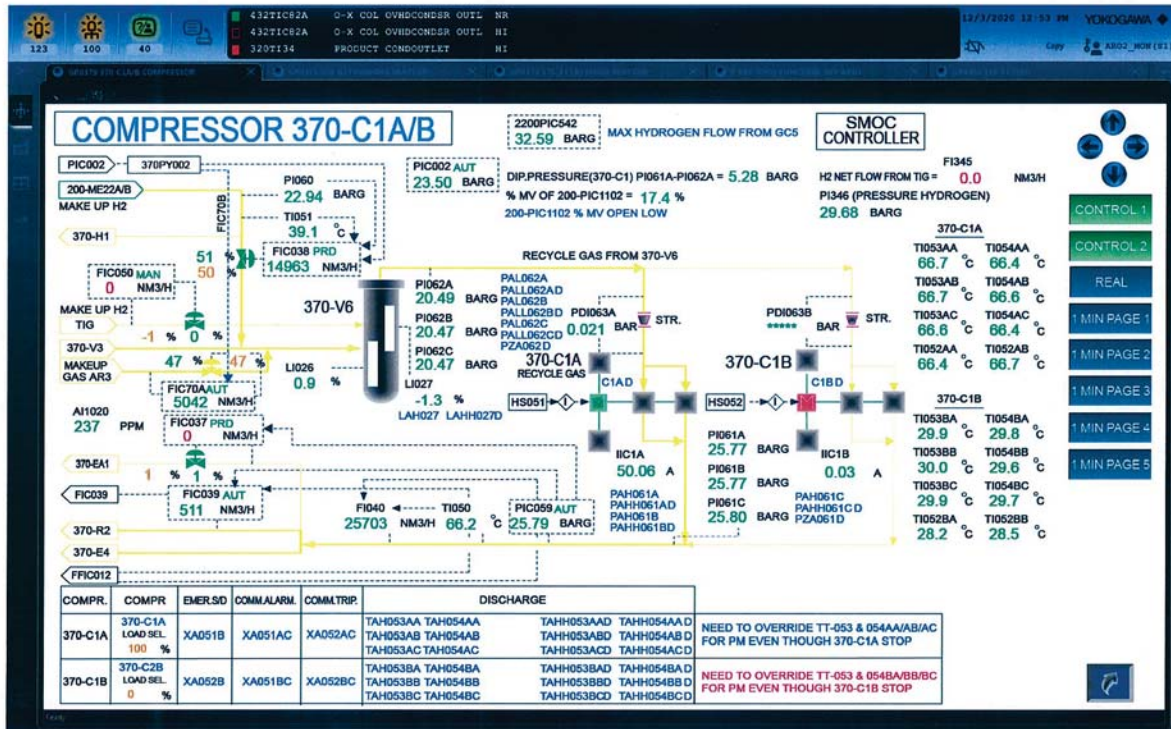 432TIC62A O-X COL OVHDCONDSR OUTL NR
432TIC62A O-X COL OVHDCONDSR OUTL HI
320TI34 PRODUCT CONDOUTLET HI
123
100
40
12/3/2020 12:53 PM
YOKOGAWA
Copy
COMPRESSOR 370-C1A/B
2200PIC542
32.59 BARG
MAX HYDROGEN FLOW FROM GC5
SMOC
CONTROLLER
PIC002
370PY002
200-ME22A/B
MAKE UP H2
370-H1
PI060
22.94 BARG
TI051
39.1 °C
FIC70B
FIC038 PRD
14963 NM3/H
51 %
50
PIC002 AUT
23.50 BARG
DIP.PRESSURE(370-C1) PI061A-PI062A = 5.28 BARG
% MV OF 200-PIC1102 = 17.4 %
200-PIC1102 % MV OPEN LOW
FI345
H2 NET FLOW FROM TIG = 0.0 NM3/H
PI346 (PRESSURE HYDROGEN)
29.68 BARG
FIC050 MAN
0 NM3/H
MAKE UP H2
TIG
-1 % 0 %
370-V3
MAKEUP
GAS AR3
47 % 47 %
FIC70A AUT
5042 NM3/H
AI1020
237 PPM
FIC037 PRD
0 NM3/H
370-EA1
1 % 1 %
FIC039
FIC039 AUT
511 NM3/H
370-R2
370-E4
FFIC012
370-V6
LI026
0.9 %
LI027
-1.3 %
LAH027 LAHH027D
RECYCLE GAS FROM 370-V6
PI062A
20.49 BARG
PI062B
20.47 BARG
PI062C
20.47 BARG
PAL062A
PALL062AD
PAL062B
PALL062BD
PAL062C
PALL062CD
PZA062D
PDI063A
0.021 BAR
STR.
370-C1A
RECYCLE GAS
C1A D
HS051
I
IIC1A
50.06 A
PAH061A
PAHH061AD
PAH061B
PAHH061BD
PDI063B
***** BAR
STR.
370-C1B
C1B D
HS052
I
IIC1B
0.03 A
PI061A
25.77 BARG
PI061B
25.77 BARG
PI061C
25.80 BARG
PAH061C
PAHH061CD
PZA061D
FI040
25703 NM3/H
TI050
66.2 °C
PIC059 AUT
25.79 BARG
370-C1A
TI053AA TI054AA
66.7 °C 66.4 °C
TI053AB TI054AB
66.7 °C 66.6 °C
TI053AC TI054AC
66.6 °C 66.4 °C
TI052AA TI052AB
66.4 °C 66.7 °C
370-C1B
TI053BA TI054BA
29.9 °C 29.8 °C
TI053BB TI054BB
30.0 °C 29.6 °C
TI053BC TI054BC
29.9 °C 29.7 °C
TI052BA TI052BB
28.2 °C 28.5 °C
CONTROL 1
CONTROL 2
REAL
1 MIN PAGE 1
1 MIN PAGE 2
1 MIN PAGE 3
1 MIN PAGE 4
1 MIN PAGE 5
COMPR. COMPR EMER.S/D COMM.ALARM. COMM.TRIP. DISCHARGE
370-C1A
370-C1A
LOAD SEL.
100 %
XA051B XA051AC XA052AC
TAH053AA TAH054AA TAHH053AAD TAHH054AA D
TAH053AB TAH054AB TAHH053ABD TAHH054AB D
TAH053AC TAH054AC TAHH053ACD TAHH054AC D
NEED TO OVERRIDE TT-053 & 054AA/AB/AC
FOR PM EVEN THOUGH 370-C1A STOP
370-C1B
370-C2B
LOAD SEL.
0 %
XA052B XA051BC XA052BC
TAH053BA TAH054BA TAHH053BAD TAHH054BA D
TAH053BB TAH054BB TAHH053BBD TAHH054BB D
TAH053BC TAH054BC TAHH053BCD TAHH054BC D
NEED TO OVERRIDE TT-053 & 054BA/BB/BC
FOR PM EVEN THOUGH 370-C1B STOP
Ready